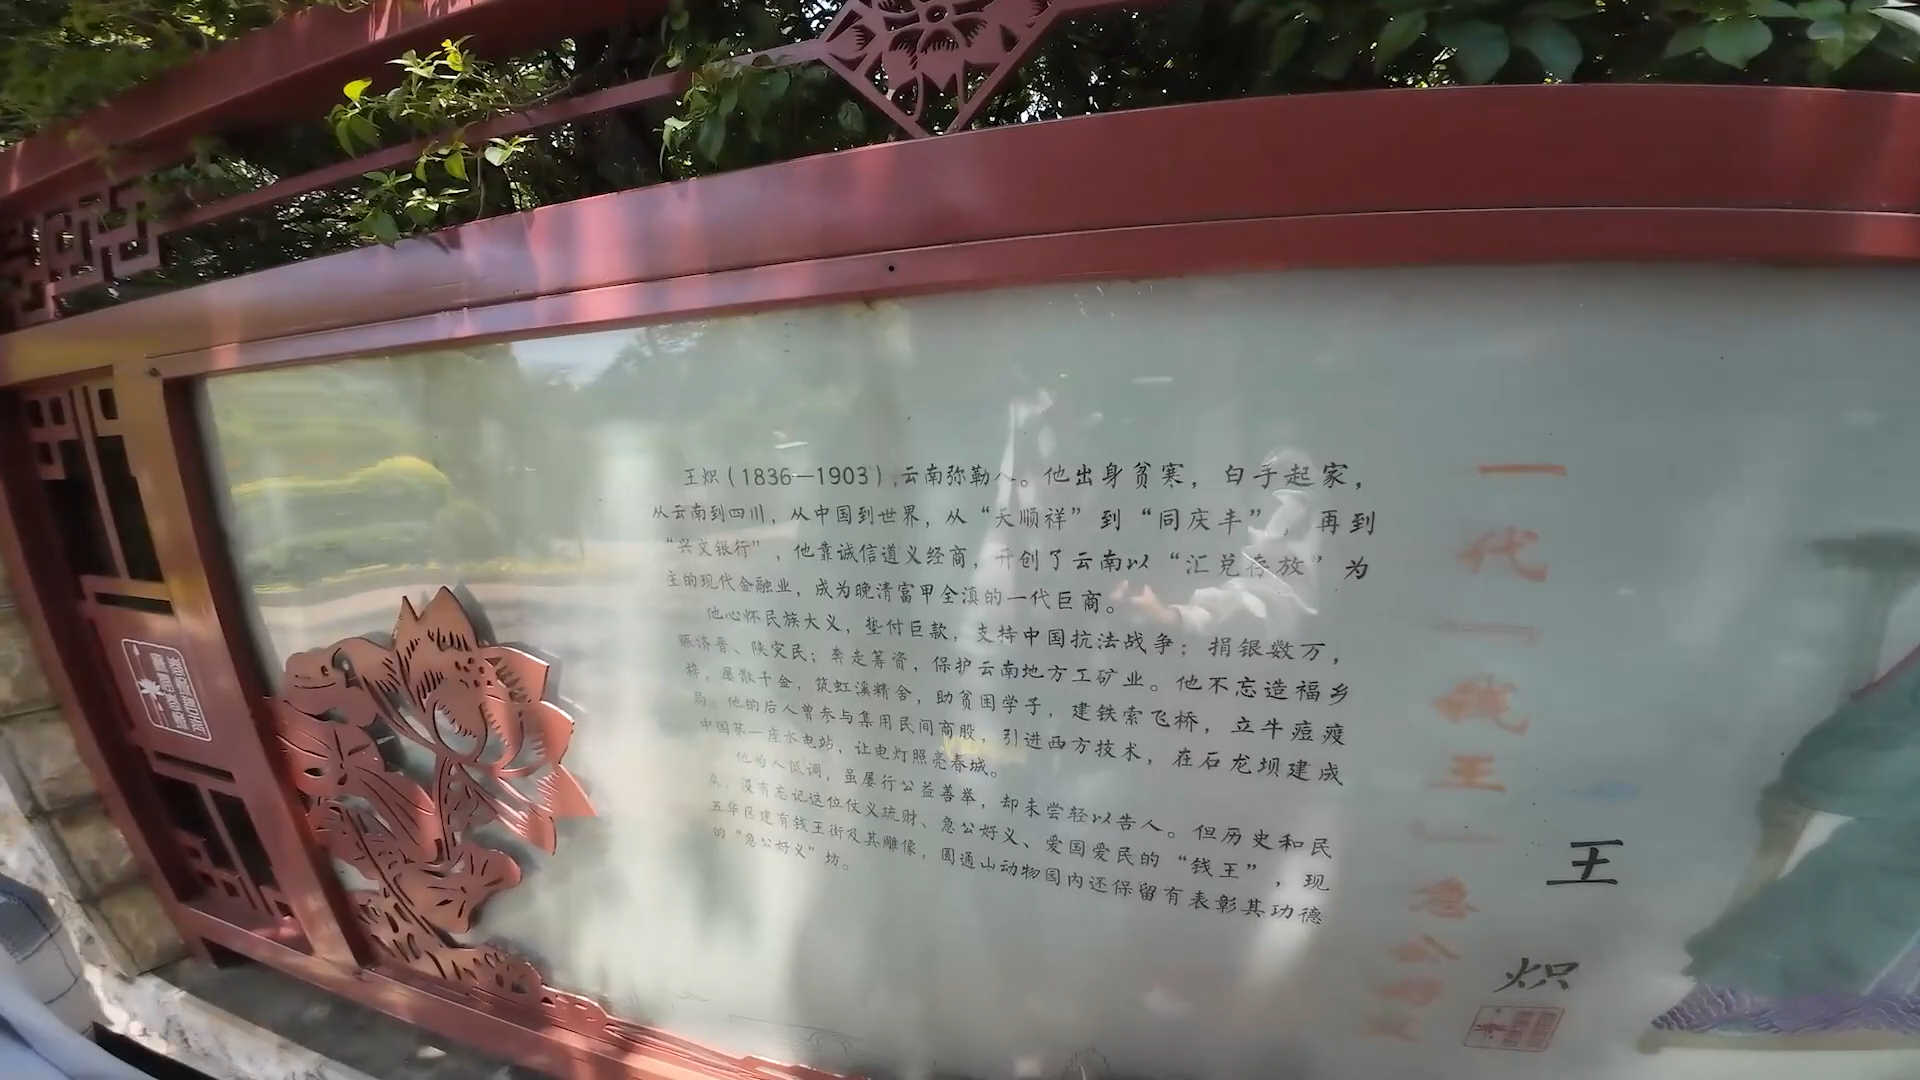 一代「钱王」急公好义
王炽
王炽（1836—1903），云南弥勒人。他出身贫寒，白手起家，
从云南到四川，从中国到世界，从“天顺祥”到“同庆丰”，再到
“兴文银行”，他靠诚信道义经商，开创了云南以“汇兑存放”为
主的现代金融业，成为晚清富甲全滇的一代巨商。
他心怀民族大义，垫付巨款，支持中国抗法战争；捐银数万，
赈济晋、陕灾民；奔走筹资，保护云南地方工矿业。他不忘造福乡
梓，屡散千金，筑虹溪精舍，助贫困学子，建铁索飞桥，立牛痘疫
局。他的后人曾参与集用民间商股，引进西方技术，在石龙坝建成
中国第一座水电站，让电灯照亮春城。
他为人低调，虽屡行公益善举，却未尝轻以告人。但历史和民
众，没有忘记这位仗义疏财、急公好义、爱国爱民的“钱王”，现
五华区建有钱王街及其雕像，圆通山动物园内还保留有表彰其功德
的“急公好义”坊。